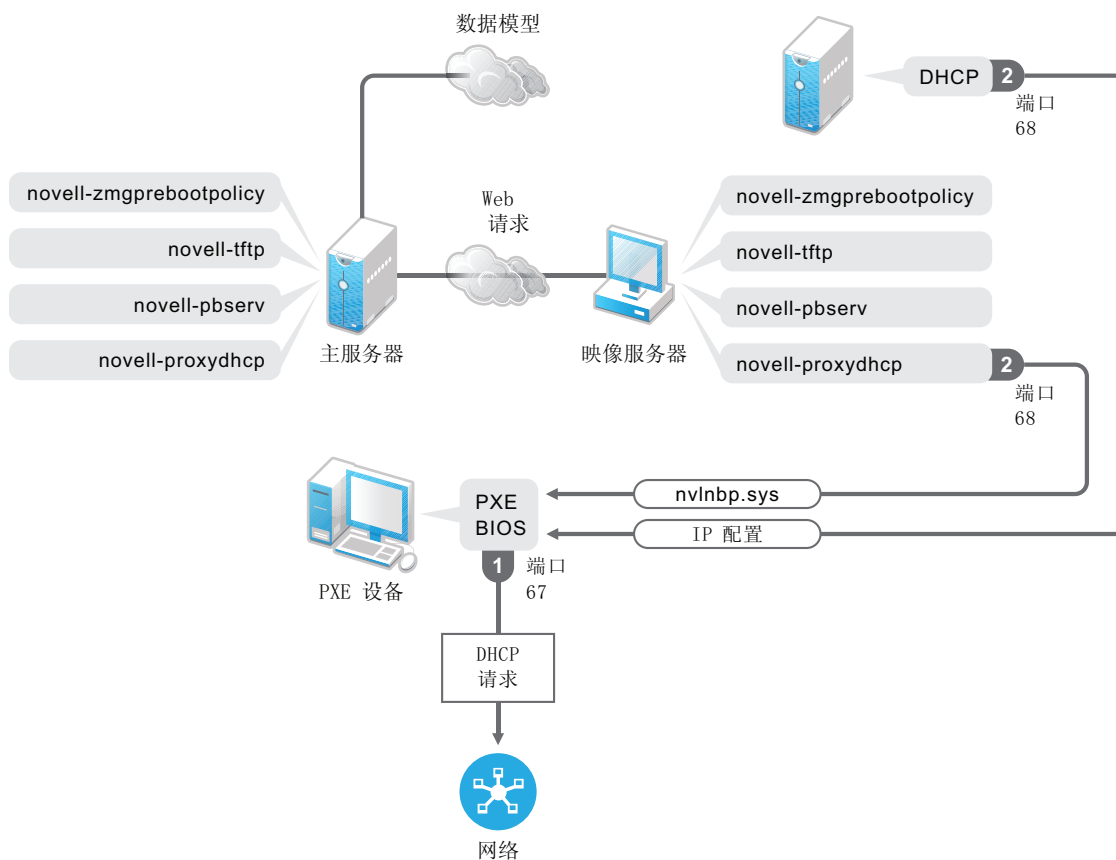 数据模型
DHCP
2
端口
68
novell-zmgprebootpolicy
novell-tftp
novell-pbserv
novell-proxydhcp
主服务器
Web
请求
映像服务器
novell-zmgprebootpolicy
novell-tftp
novell-pbserv
novell-proxydhcp
2
端口
68
nvlnbp.sys
IP 配置
PXE
BIOS
1
端口
67
PXE 设备
DHCP
请求
网络